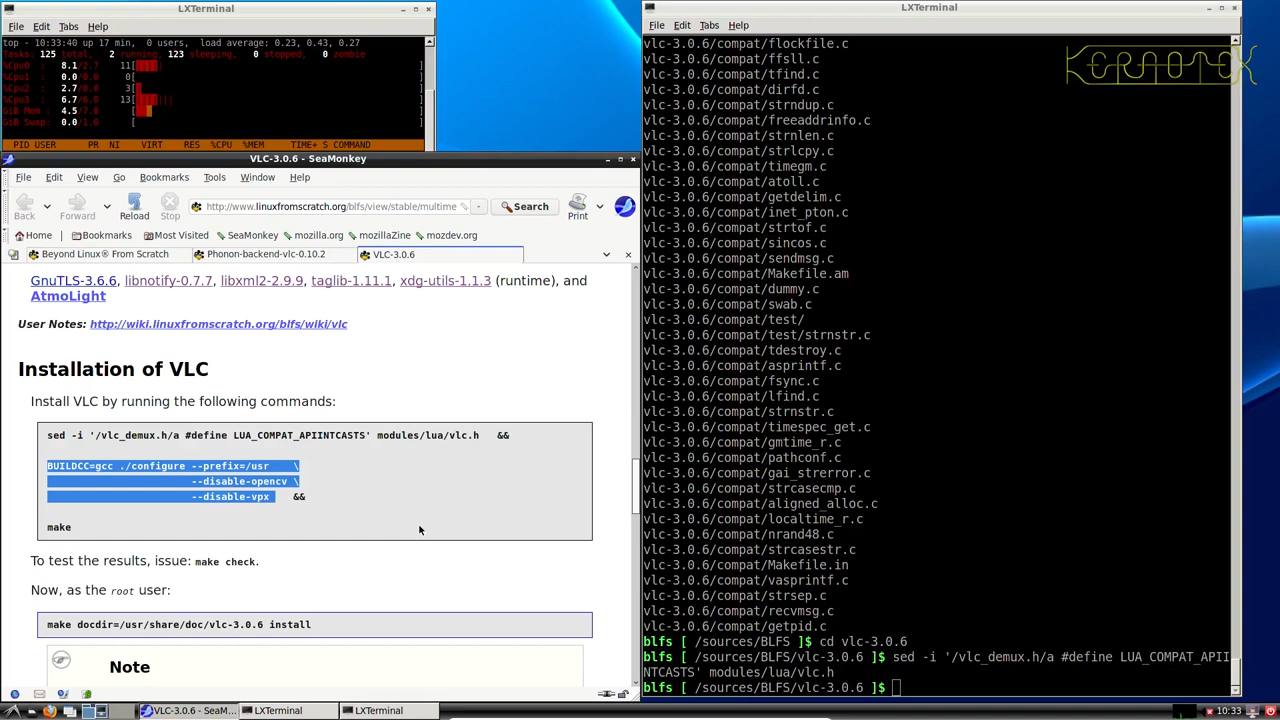 LXTerminal
File Edit Tabs Help
top - 10:33:40 up 17 min, 0 users, load average: 0.23, 0.43, 0.27
Tasks: 125 total, 2 running, 123 sleeping, 0 stopped, 0 zombie
%Cpu0 : 8.1/2.7 11[||||
%Cpu1 : 0.0/0.0 0[
%Cpu2 : 2.7/0.0 3[
%Cpu3 : 6.7/6.0 13[
GiB Mem : 4.5/7.8 [
GiB Swap: 0.0/1.0 [
PID USER PR NI VIRT RES %CPU %MEM TIME+ S COMMAND
VLC-3.0.6 - SeaMonkey
File Edit View Go Bookmarks Tools Window Help
Back Forward Reload Stop http://www.linuxfromscratch.org/blfs/view/stable/multime Search Print
Home Bookmarks Most Visited SeaMonkey mozilla.org mozillaZine mozdev.org
Beyond Linux® From Scratch Phonon-backend-vlc-0.10.2 VLC-3.0.6
GnuTLS-3.6.6, libnotify-0.7.7, libxml2-2.9.9, taglib-1.11.1, xdg-utils-1.1.3 (runtime), and
AtmoLight
User Notes: http://wiki.linuxfromscratch.org/blfs/wiki/vlc
Installation of VLC
Install VLC by running the following commands:
sed -i '/vlc_demux.h/a #define LUA_COMPAT_APIINTCASTS' modules/lua/vlc.h &&
BUILDCC=gcc ./configure --prefix=/usr \
--disable-opencv \
--disable-vpx &&
make
To test the results, issue: make check.
Now, as the root user:
make docdir=/usr/share/doc/vlc-3.0.6 install
Note
LXTerminal
File Edit Tabs Help
KERNOTEX
vlc-3.0.6/compat/flockfile.c
vlc-3.0.6/compat/ffsll.c
vlc-3.0.6/compat/tfind.c
vlc-3.0.6/compat/dirfd.c
vlc-3.0.6/compat/strndup.c
vlc-3.0.6/compat/freeaddrinfo.c
vlc-3.0.6/compat/strnlen.c
vlc-3.0.6/compat/strlcpy.c
vlc-3.0.6/compat/timegm.c
vlc-3.0.6/compat/atoll.c
vlc-3.0.6/compat/getdelim.c
vlc-3.0.6/compat/inet_pton.c
vlc-3.0.6/compat/strtof.c
vlc-3.0.6/compat/sincos.c
vlc-3.0.6/compat/sendmsg.c
vlc-3.0.6/compat/Makefile.am
vlc-3.0.6/compat/dummy.c
vlc-3.0.6/compat/swab.c
vlc-3.0.6/compat/test/
vlc-3.0.6/compat/test/strnstr.c
vlc-3.0.6/compat/tdestroy.c
vlc-3.0.6/compat/asprintf.c
vlc-3.0.6/compat/fsync.c
vlc-3.0.6/compat/lfind.c
vlc-3.0.6/compat/strnstr.c
vlc-3.0.6/compat/timespec_get.c
vlc-3.0.6/compat/gmtime_r.c
vlc-3.0.6/compat/pathconf.c
vlc-3.0.6/compat/gai_strerror.c
vlc-3.0.6/compat/strcasecmp.c
vlc-3.0.6/compat/aligned_alloc.c
vlc-3.0.6/compat/localtime_r.c
vlc-3.0.6/compat/nrand48.c
vlc-3.0.6/compat/strcasestr.c
vlc-3.0.6/compat/Makefile.in
vlc-3.0.6/compat/vasprintf.c
vlc-3.0.6/compat/strsep.c
vlc-3.0.6/compat/recvmsg.c
vlc-3.0.6/compat/getpid.c
blfs [ /sources/BLFS ]$ cd vlc-3.0.6
blfs [ /sources/BLFS/vlc-3.0.6 ]$ sed -i '/vlc_demux.h/a #define LUA_COMPAT_APII
NTCASTS' modules/lua/vlc.h
blfs [ /sources/BLFS/vlc-3.0.6 ]$
VLC-3.0.6 - SeaM... LXTerminal LXTerminal 10:33